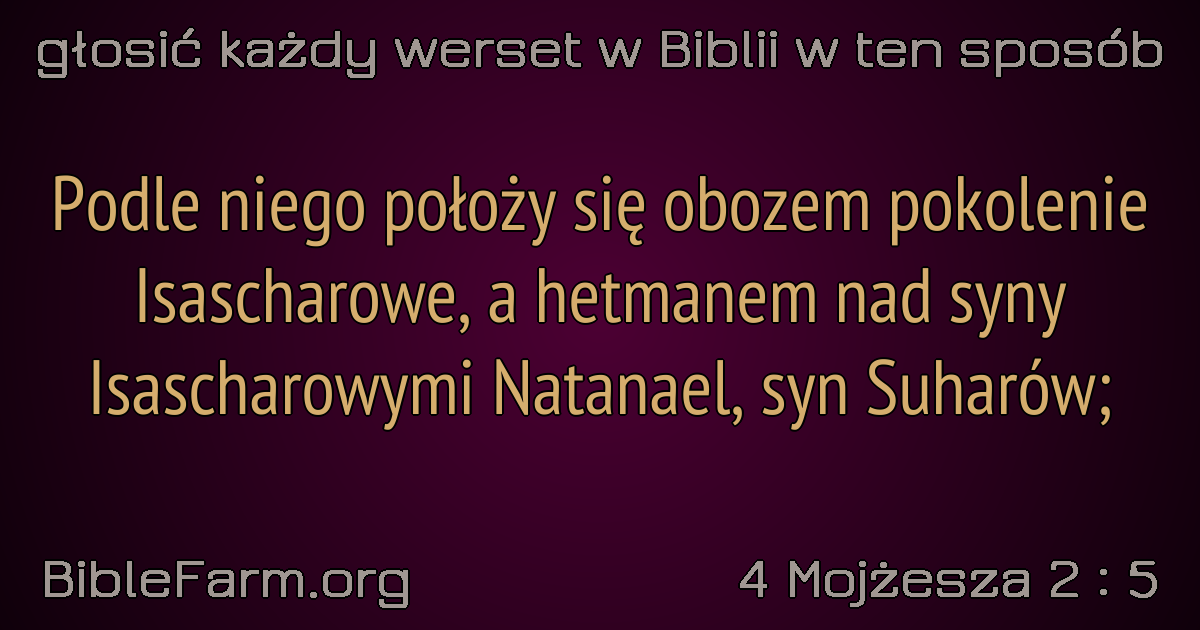 głosić każdy werset w Biblii w ten sposób
Podle niego położy się obozem pokolenie
Isascharowe, a hetmanem nad syny
Isascharowymi Natanael, syn Suharów;
BibleFarm.org
4 Mojżesza 2 : 5